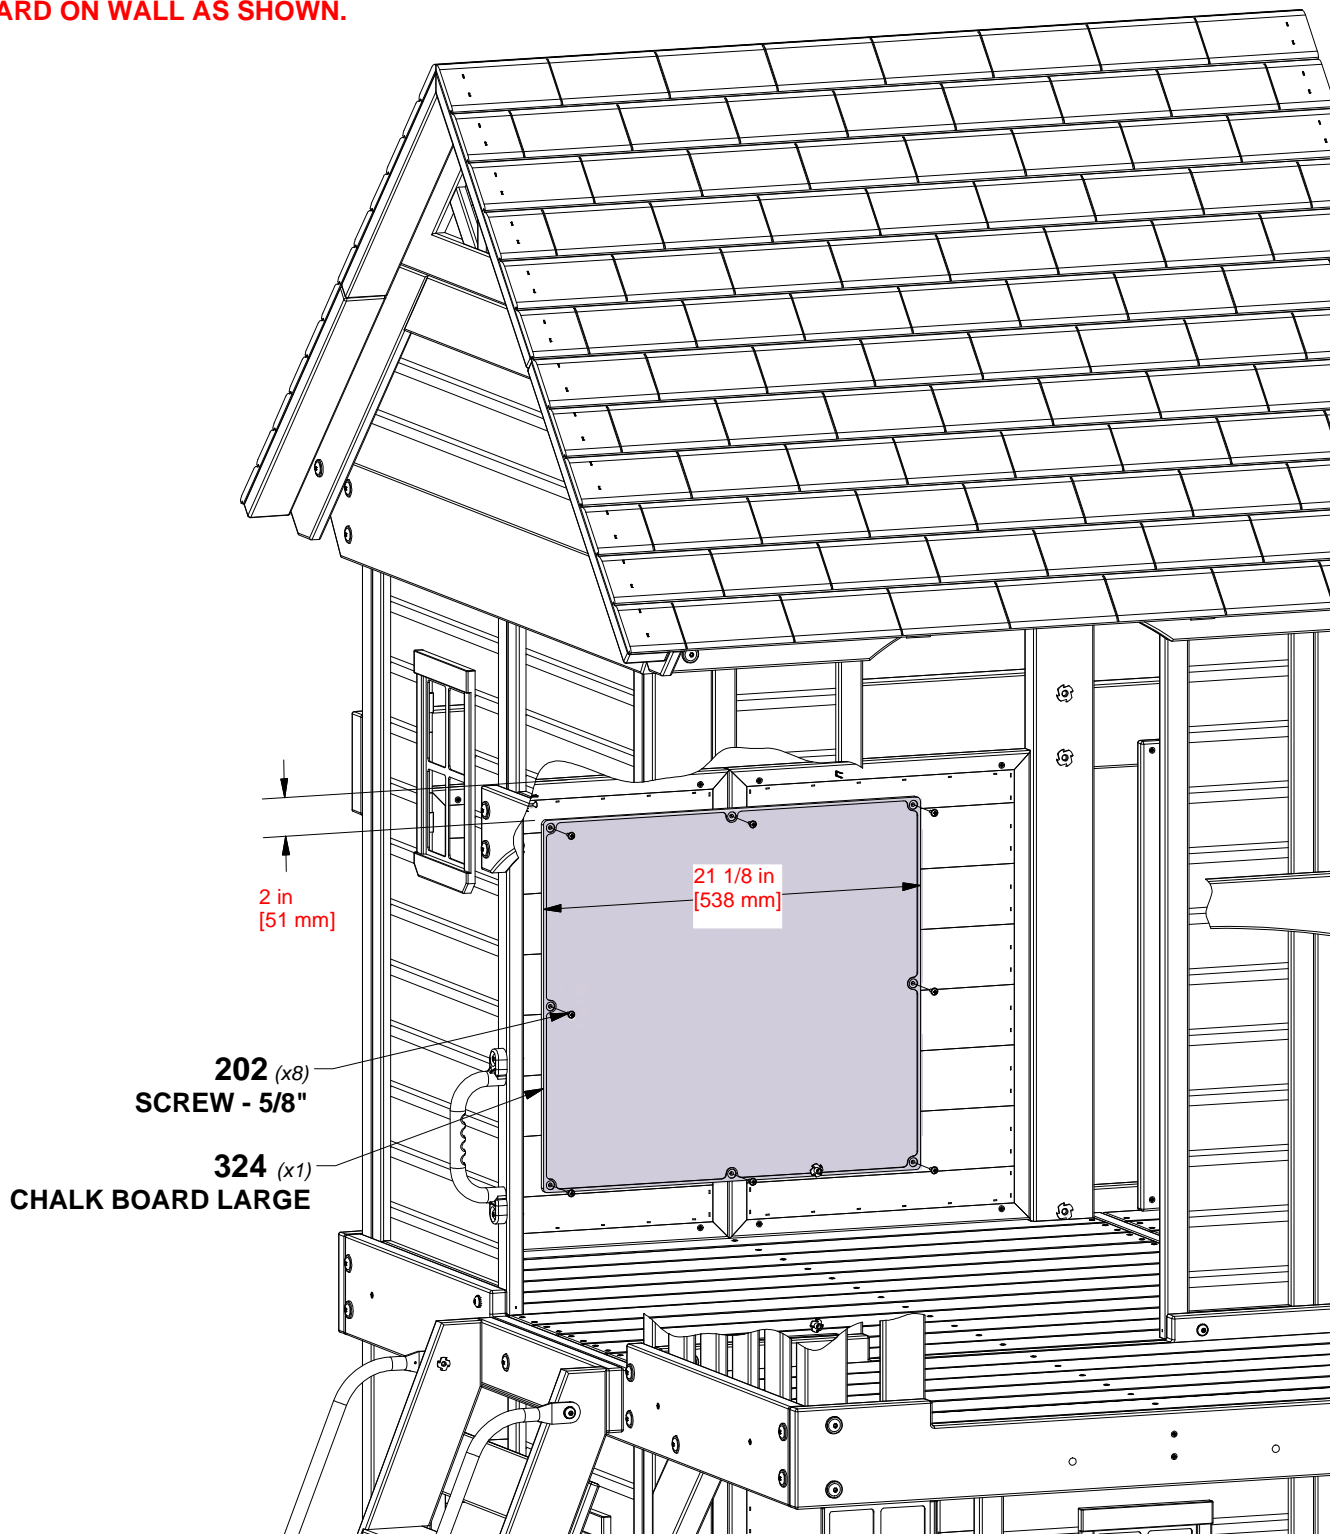 ARD ON WALL AS SHOWN.
21 1/8 in
[538 mm]
2 in
[51 mm]
202 (x8)
SCREW - 5/8"
324 (x1)
CHALK BOARD LARGE